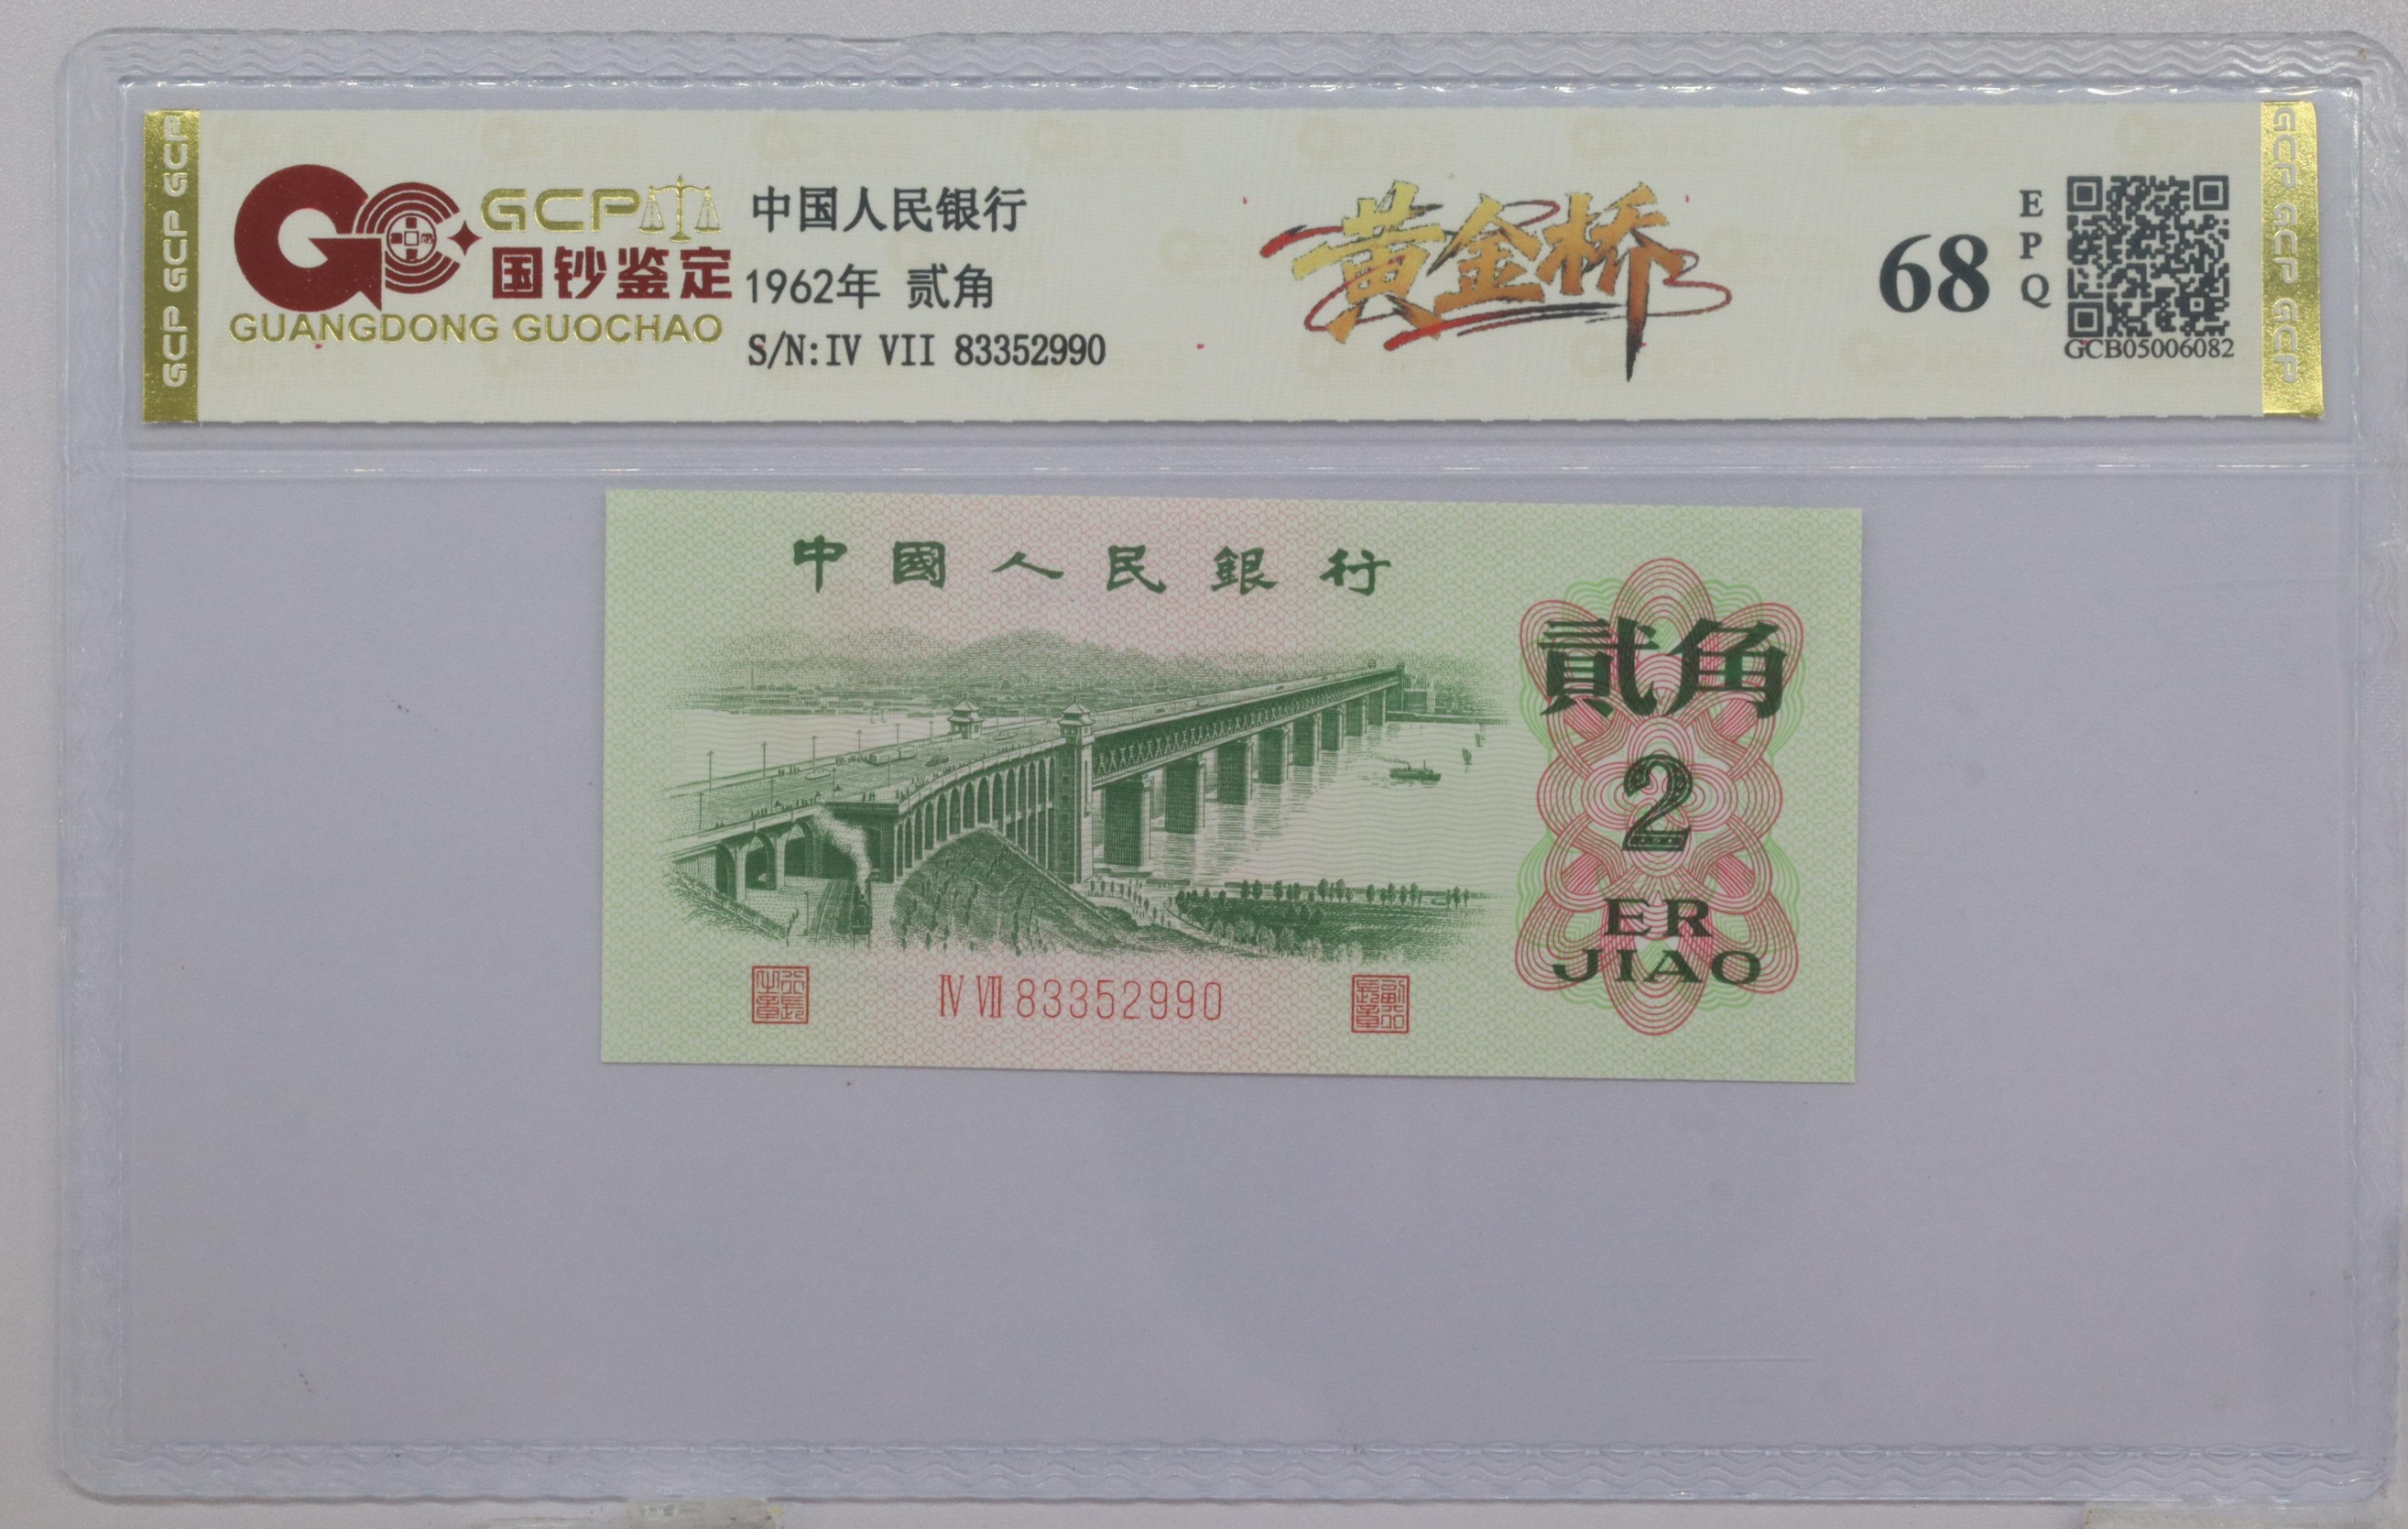 GCP GCP GCP
GCP
国钞鉴定
GUANGDONG GUOCHAO
中国人民银行
1962年 贰角
S/N:IV VII 83352990
黄金桥
68
EPQ
GCB05006082
GCP GCP GCP
中國人民銀行
貳角
2
ER
JIAO
IV VII 83352990